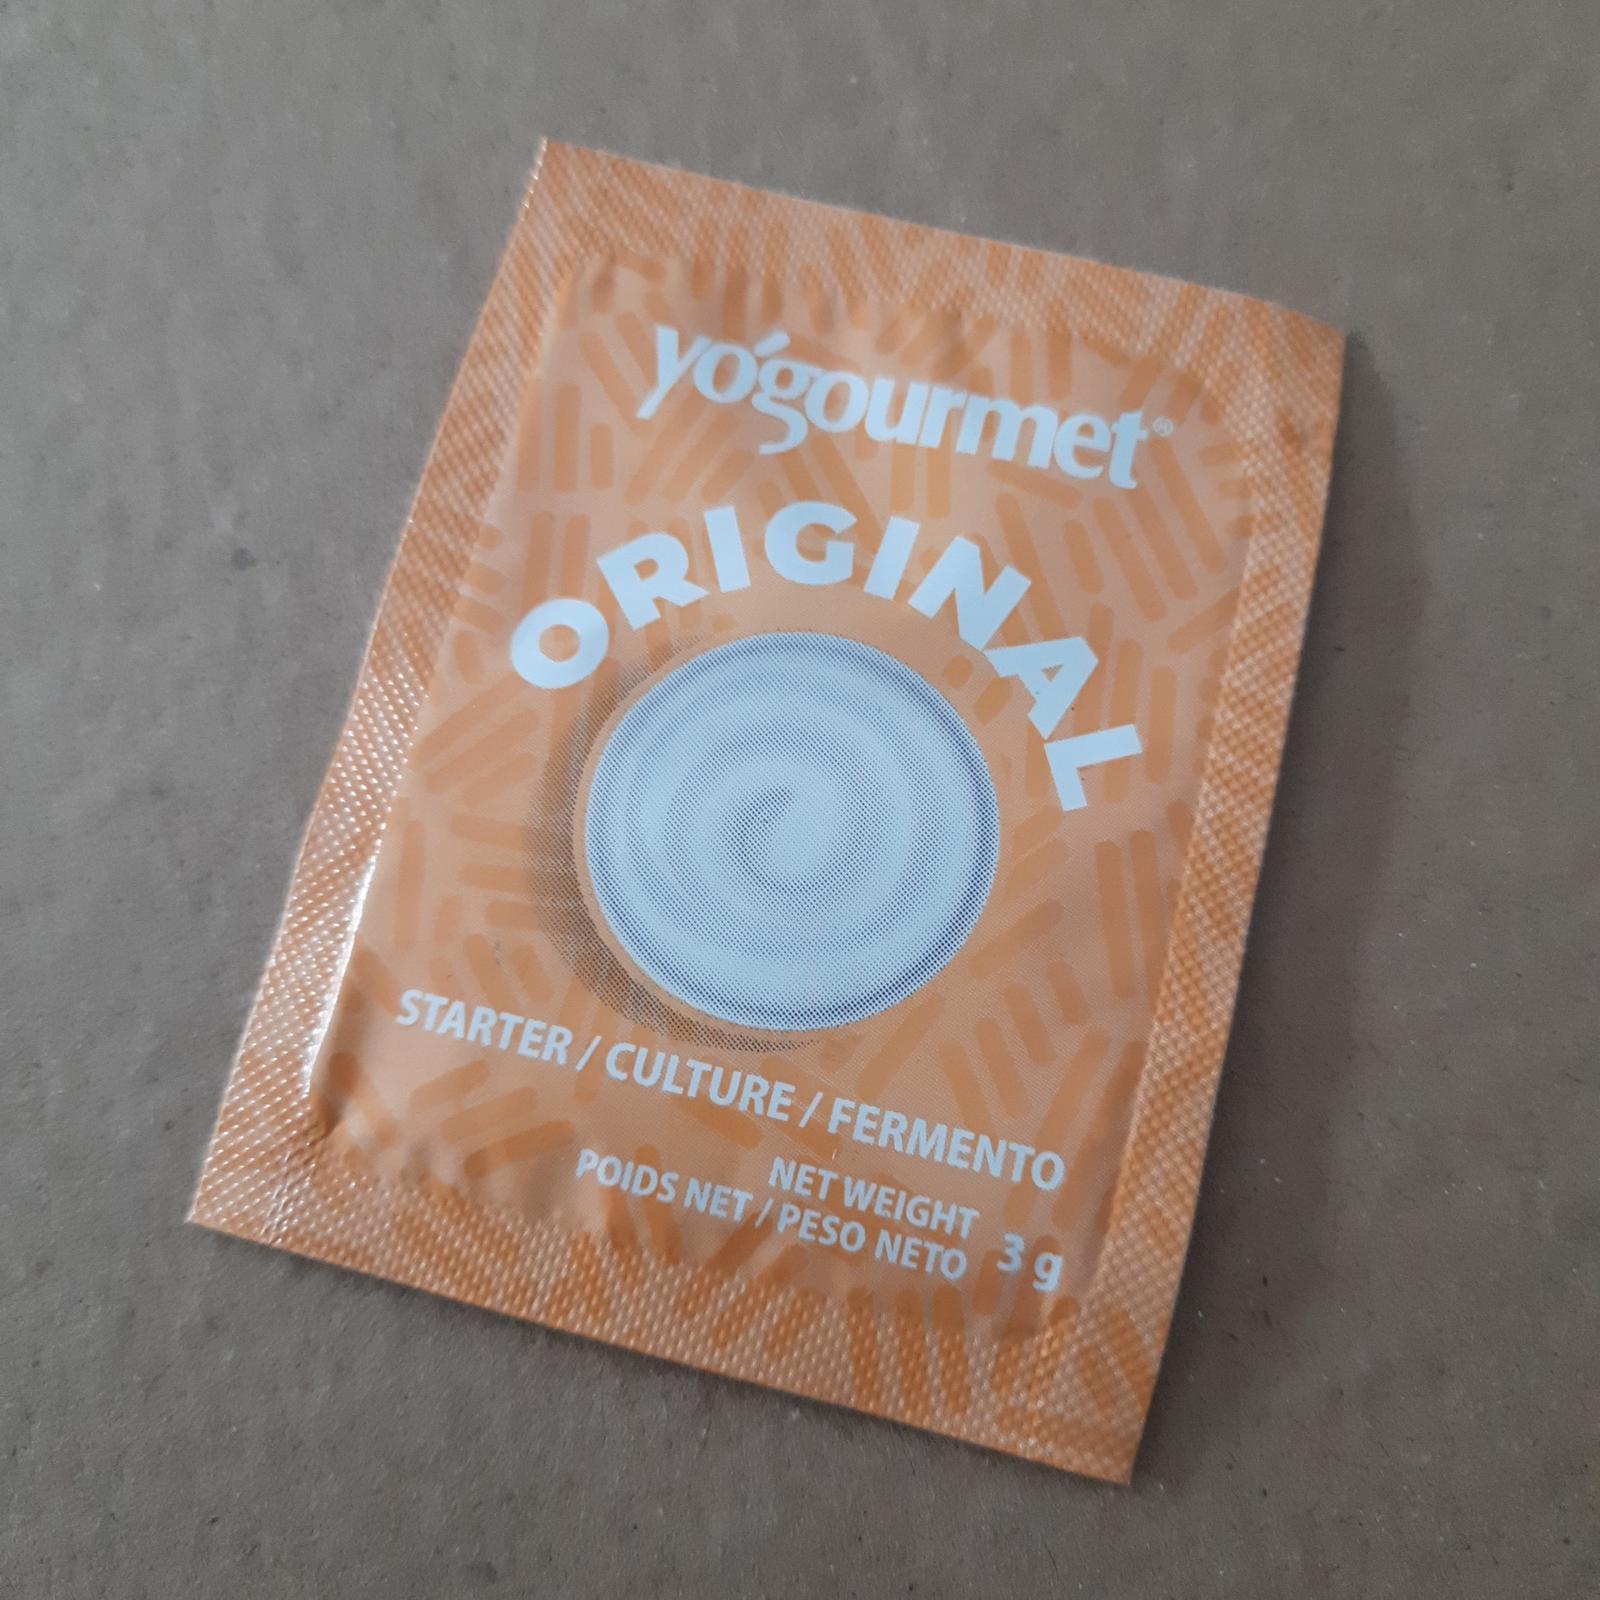 yógourmet®
ORIGINAL
STARTER / CULTURE / FERMENTO
NET WEIGHT
POIDS NET / PESO NETO 3 g